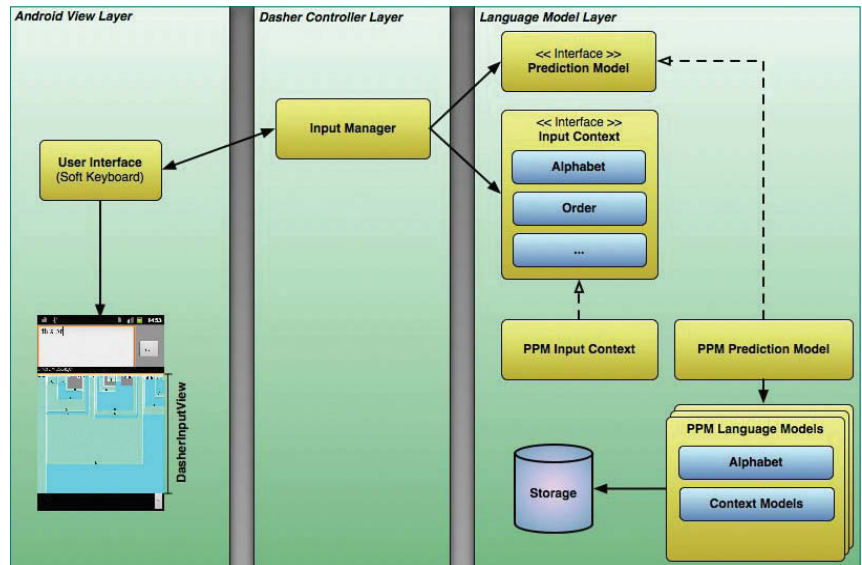 Android View Layer
Dasher Controller Layer
Language Model Layer
<< Interface >>
Prediction Model
Input Manager
<< Interface >>
Input Context
Alphabet
Order
...
User Interface
(Soft Keyboard)
DasherInputView
PPM Input Context
PPM Prediction Model
PPM Language Models
Alphabet
Context Models
Storage